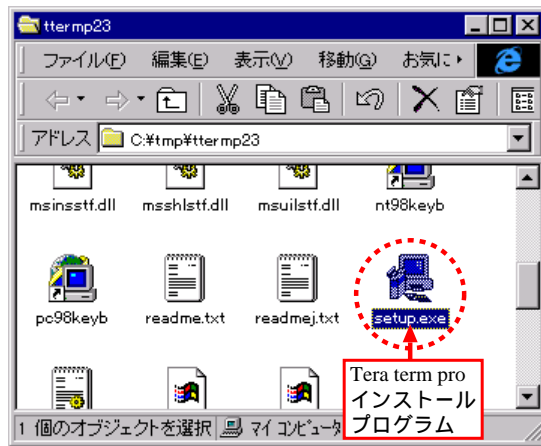 ttermp23
ファイル(F) 編集(E) 表示(V) 移動(G) お気に
アドレス C:¥tmp¥ttermp23
msinsstf.dll msshlstf.dll msuilstf.dll nt98keyb
pc98keyb readme.txt readmej.txt setup.exe
Tera term pro
インストール
プログラム
1 個のオブジェクトを選択 マイ コンピュータ